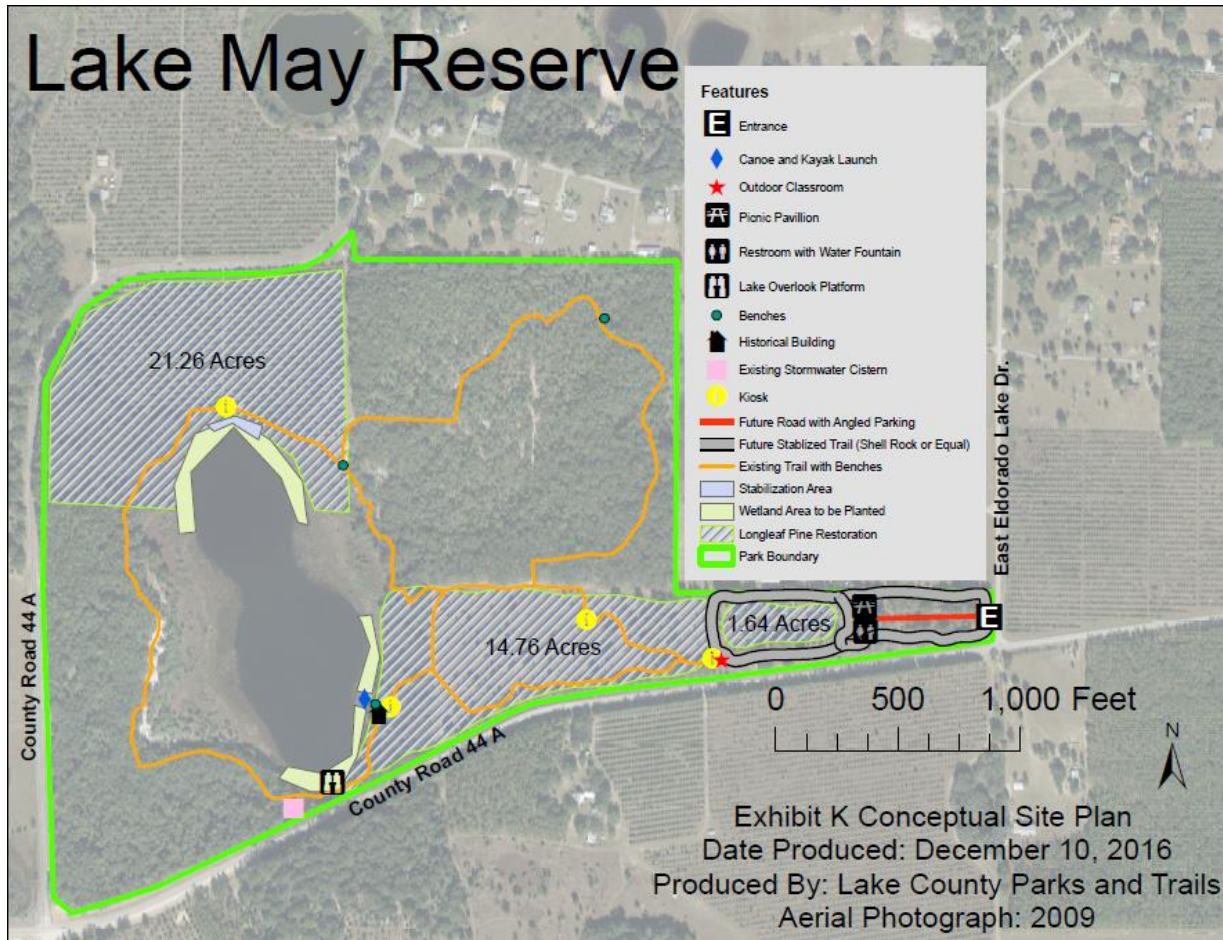 Lake May Reserve
Features
E Entrance
Canoe and Kayak Launch
Outdoor Classroom
Picnic Pavillion
Restroom with Water Fountain
Lake Overlook Platform
Benches
Historical Building
Existing Stormwater Cistern
i Kiosk
Future Road with Angled Parking
Future Stablized Trail (Shell Rock or Equal)
Existing Trail with Benches
Stabilization Area
Wetland Area to be Planted
Longleaf Pine Restoration
Park Boundary
21.26 Acres
i
East Eldorado Lake Dr.
i
1.64 Acres
E
14.76 Acres
i
i
County Road 44 A
County Road 44 A
0 500 1,000 Feet
N
Exhibit K Conceptual Site Plan
Date Produced: December 10, 2016
Produced By: Lake County Parks and Trails
Aerial Photograph: 2009